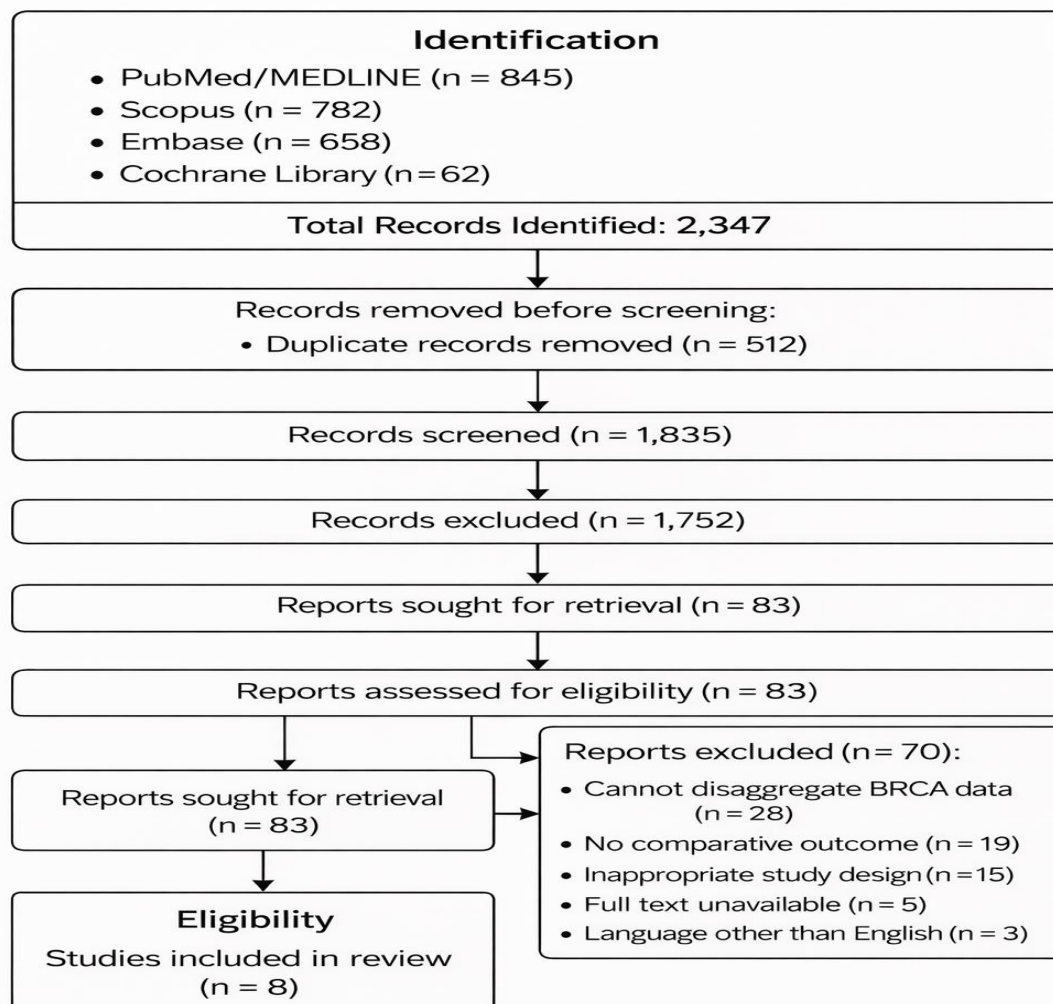 Identification
• PubMed/MEDLINE (n = 845)
• Scopus (n = 782)
• Embase (n = 658)
• Cochrane Library (n = 62)
Total Records Identified: 2,347
Records removed before screening:
• Duplicate records removed (n = 512)
Records screened (n = 1,835)
Records excluded (n = 1,752)
Reports sought for retrieval (n = 83)
Reports assessed for eligibility (n = 83)
Reports sought for retrieval
(n = 83)
Reports excluded (n = 70):
• Cannot disaggregate BRCA data
(n = 28)
• No comparative outcome (n = 19)
• Inappropriate study design (n = 15)
• Full text unavailable (n = 5)
• Language other than English (n = 3)
Eligibility
Studies included in review
(n = 8)